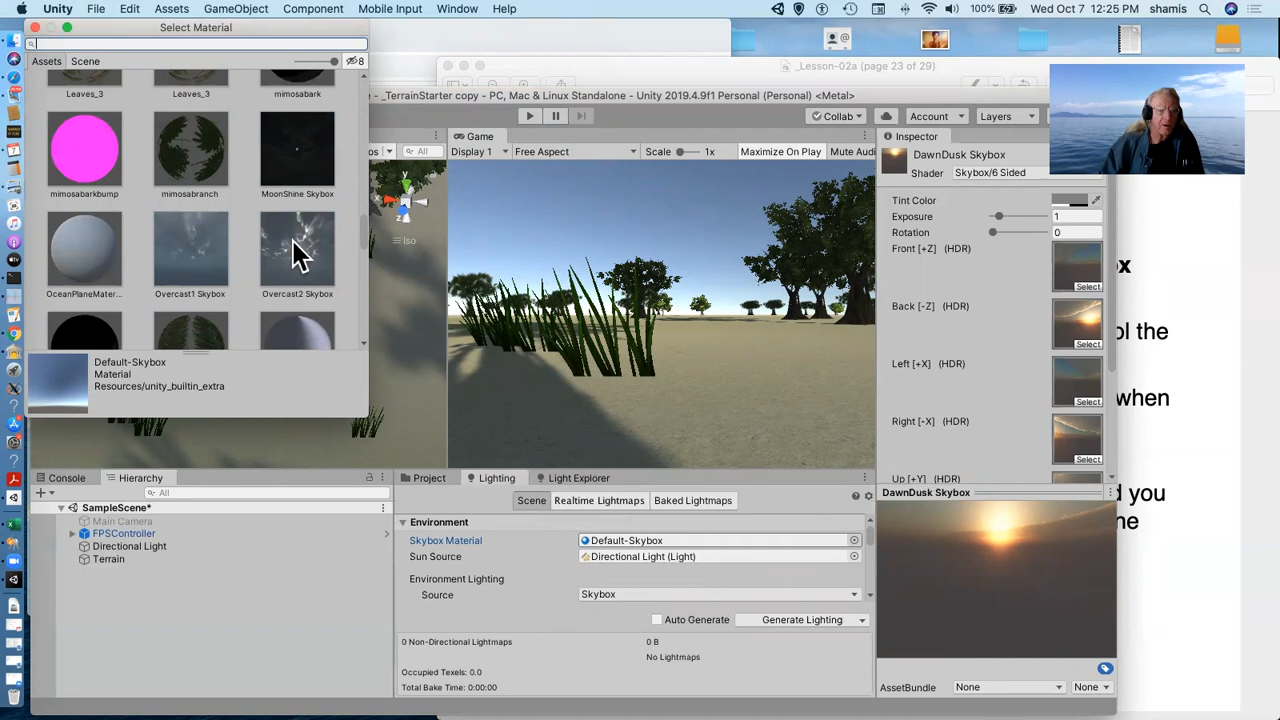 Unity File Edit Assets GameObject Component Mobile Input Window Help 100% Wed Oct 7 12:25 PM shamis
Select Material
Assets Scene 8
Leaves_3 Leaves_3 mimosabark
mimosabarkbump mimosabranch MoonShine Skybox
OceanPlaneMater... Overcast1 Skybox Overcast2 Skybox
Default-Skybox
Material
Resources/unity_builtin_extra
_Lesson-02a (page 23 of 29)
e - _TerrainStarter copy - PC, Mac & Linux Standalone - Unity 2019.4.9f1 Personal (Personal) <Metal>
Collab Account Layers
Game
Display 1 Free Aspect Scale 1x Maximize On Play Mute Audi
os All
y
x
z
Iso
Inspector
DawnDusk Skybox
Shader Skybox/6 Sided
Tint Color
Exposure 1
Rotation 0
Front [+Z] (HDR)
Select
Back [-Z] (HDR)
Select
Left [+X] (HDR)
Select
Right [-X] (HDR)
Select
Up [+Y] (HDR)
DawnDusk Skybox
AssetBundle None None
ox
ol the
when
d you
ne
Console Hierarchy
All
SampleScene*
Main Camera
FPSController
Directional Light
Terrain
Project Lighting Light Explorer
Scene Realtime Lightmaps Baked Lightmaps
Environment
Skybox Material Default-Skybox
Sun Source Directional Light (Light)
Environment Lighting
Source Skybox
Auto Generate Generate Lighting
0 Non-Directional Lightmaps 0 B
No Lightmaps
Occupied Texels: 0.0
Total Bake Time: 0:00:00